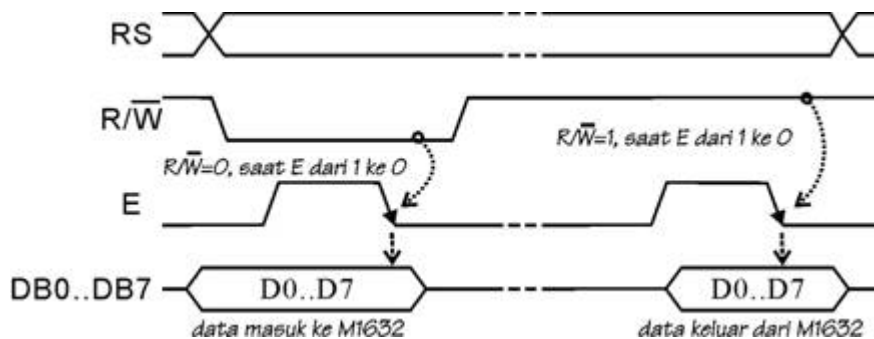 RS
R/W̅
R/W̅=0, saat E dari 1 ke 0
R/W̅=1, saat E dari 1 ke 0
E
DB0..DB7
D0..D7
D0..D7
data masuk ke M1632
data keluar dari M1632